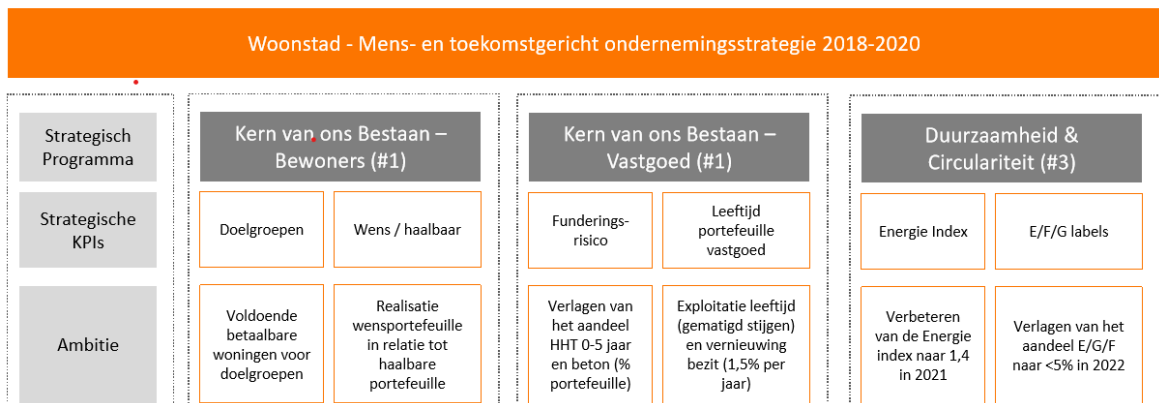 Woonstad - Mens- en toekomstgericht ondernemingsstrategie 2018-2020
Strategisch
Programma
Kern van ons Bestaan –
Bewoners (#1)
Kern van ons Bestaan –
Vastgoed (#1)
Duurzaamheid &
Circulariteit (#3)
Strategische
KPIs
Doelgroepen
Wens / haalbaar
Funderings-
risico
Leeftijd
portefeuille
vastgoed
Energie Index
E/F/G labels
Ambitie
Voldoende
betaalbare
woningen voor
doelgroepen
Realisatie
wensportefeuille
in relatie tot
haalbare
portefeuille
Verlagen van
het aandeel
HHT 0-5 jaar
en beton (%
portefeuille)
Exploitatie leeftijd
(gematigd stijgen)
en vernieuwing
bezit (1,5% per
jaar)
Verbeteren
van de Energie
index naar 1,4
in 2021
Verlagen van het
aandeel E/G/F
naar <5% in 2022